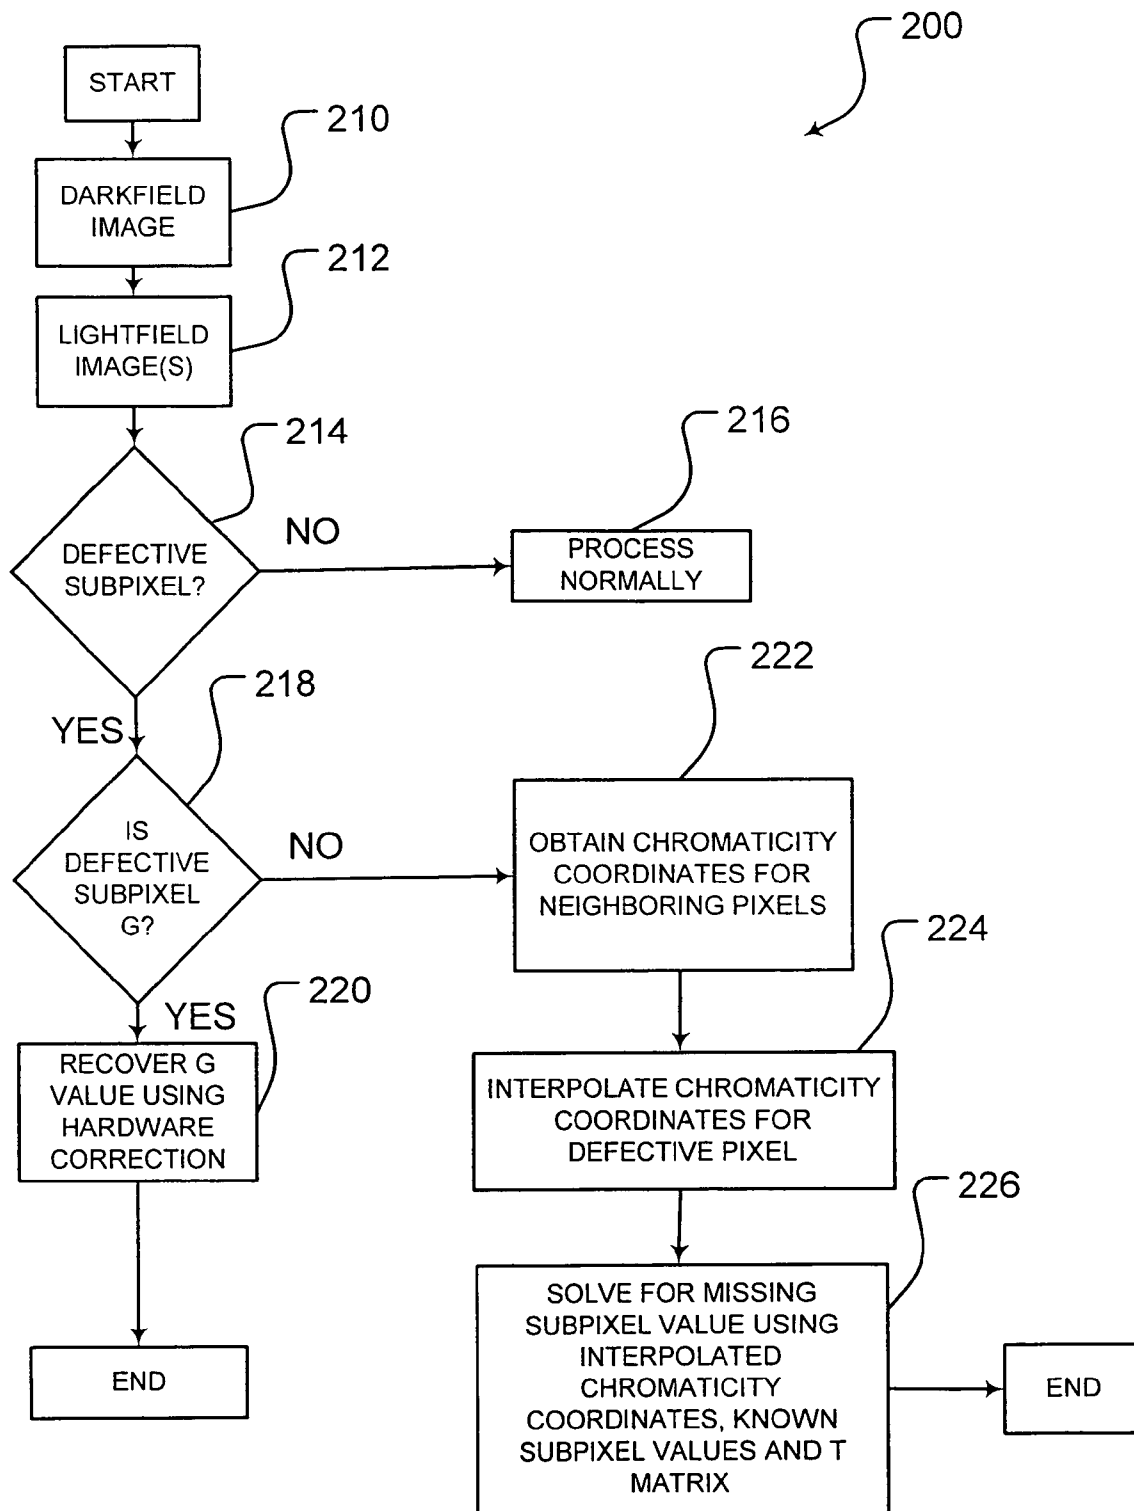 200
START
210
DARKFIELD
IMAGE
212
LIGHTFIELD
IMAGE(S)
214
216
DEFECTIVE
SUBPIXEL?
NO
PROCESS
NORMALLY
218
222
YES
IS
DEFECTIVE
SUBPIXEL
G?
NO
OBTAIN CHROMATICITY
COORDINATES FOR
NEIGHBORING PIXELS
224
220
YES
RECOVER G
VALUE USING
HARDWARE
CORRECTION
INTERPOLATE CHROMATICITY
COORDINATES FOR
DEFECTIVE PIXEL
226
SOLVE FOR MISSING
SUBPIXEL VALUE USING
INTERPOLATED
CHROMATICITY
COORDINATES, KNOWN
SUBPIXEL VALUES AND T
MATRIX
END
END